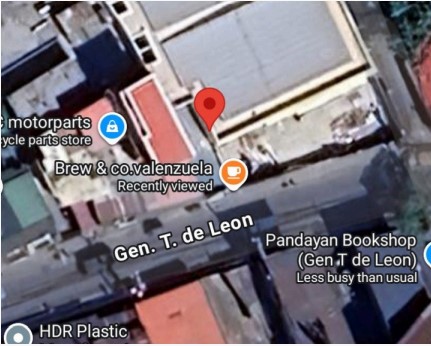 C motorparts
cycle parts store
Brew & co.valenzuela
Recently viewed
Gen. T. de Leon
Pandayan Bookshop
(Gen T de Leon)
Less busy than usual
HDR Plastic